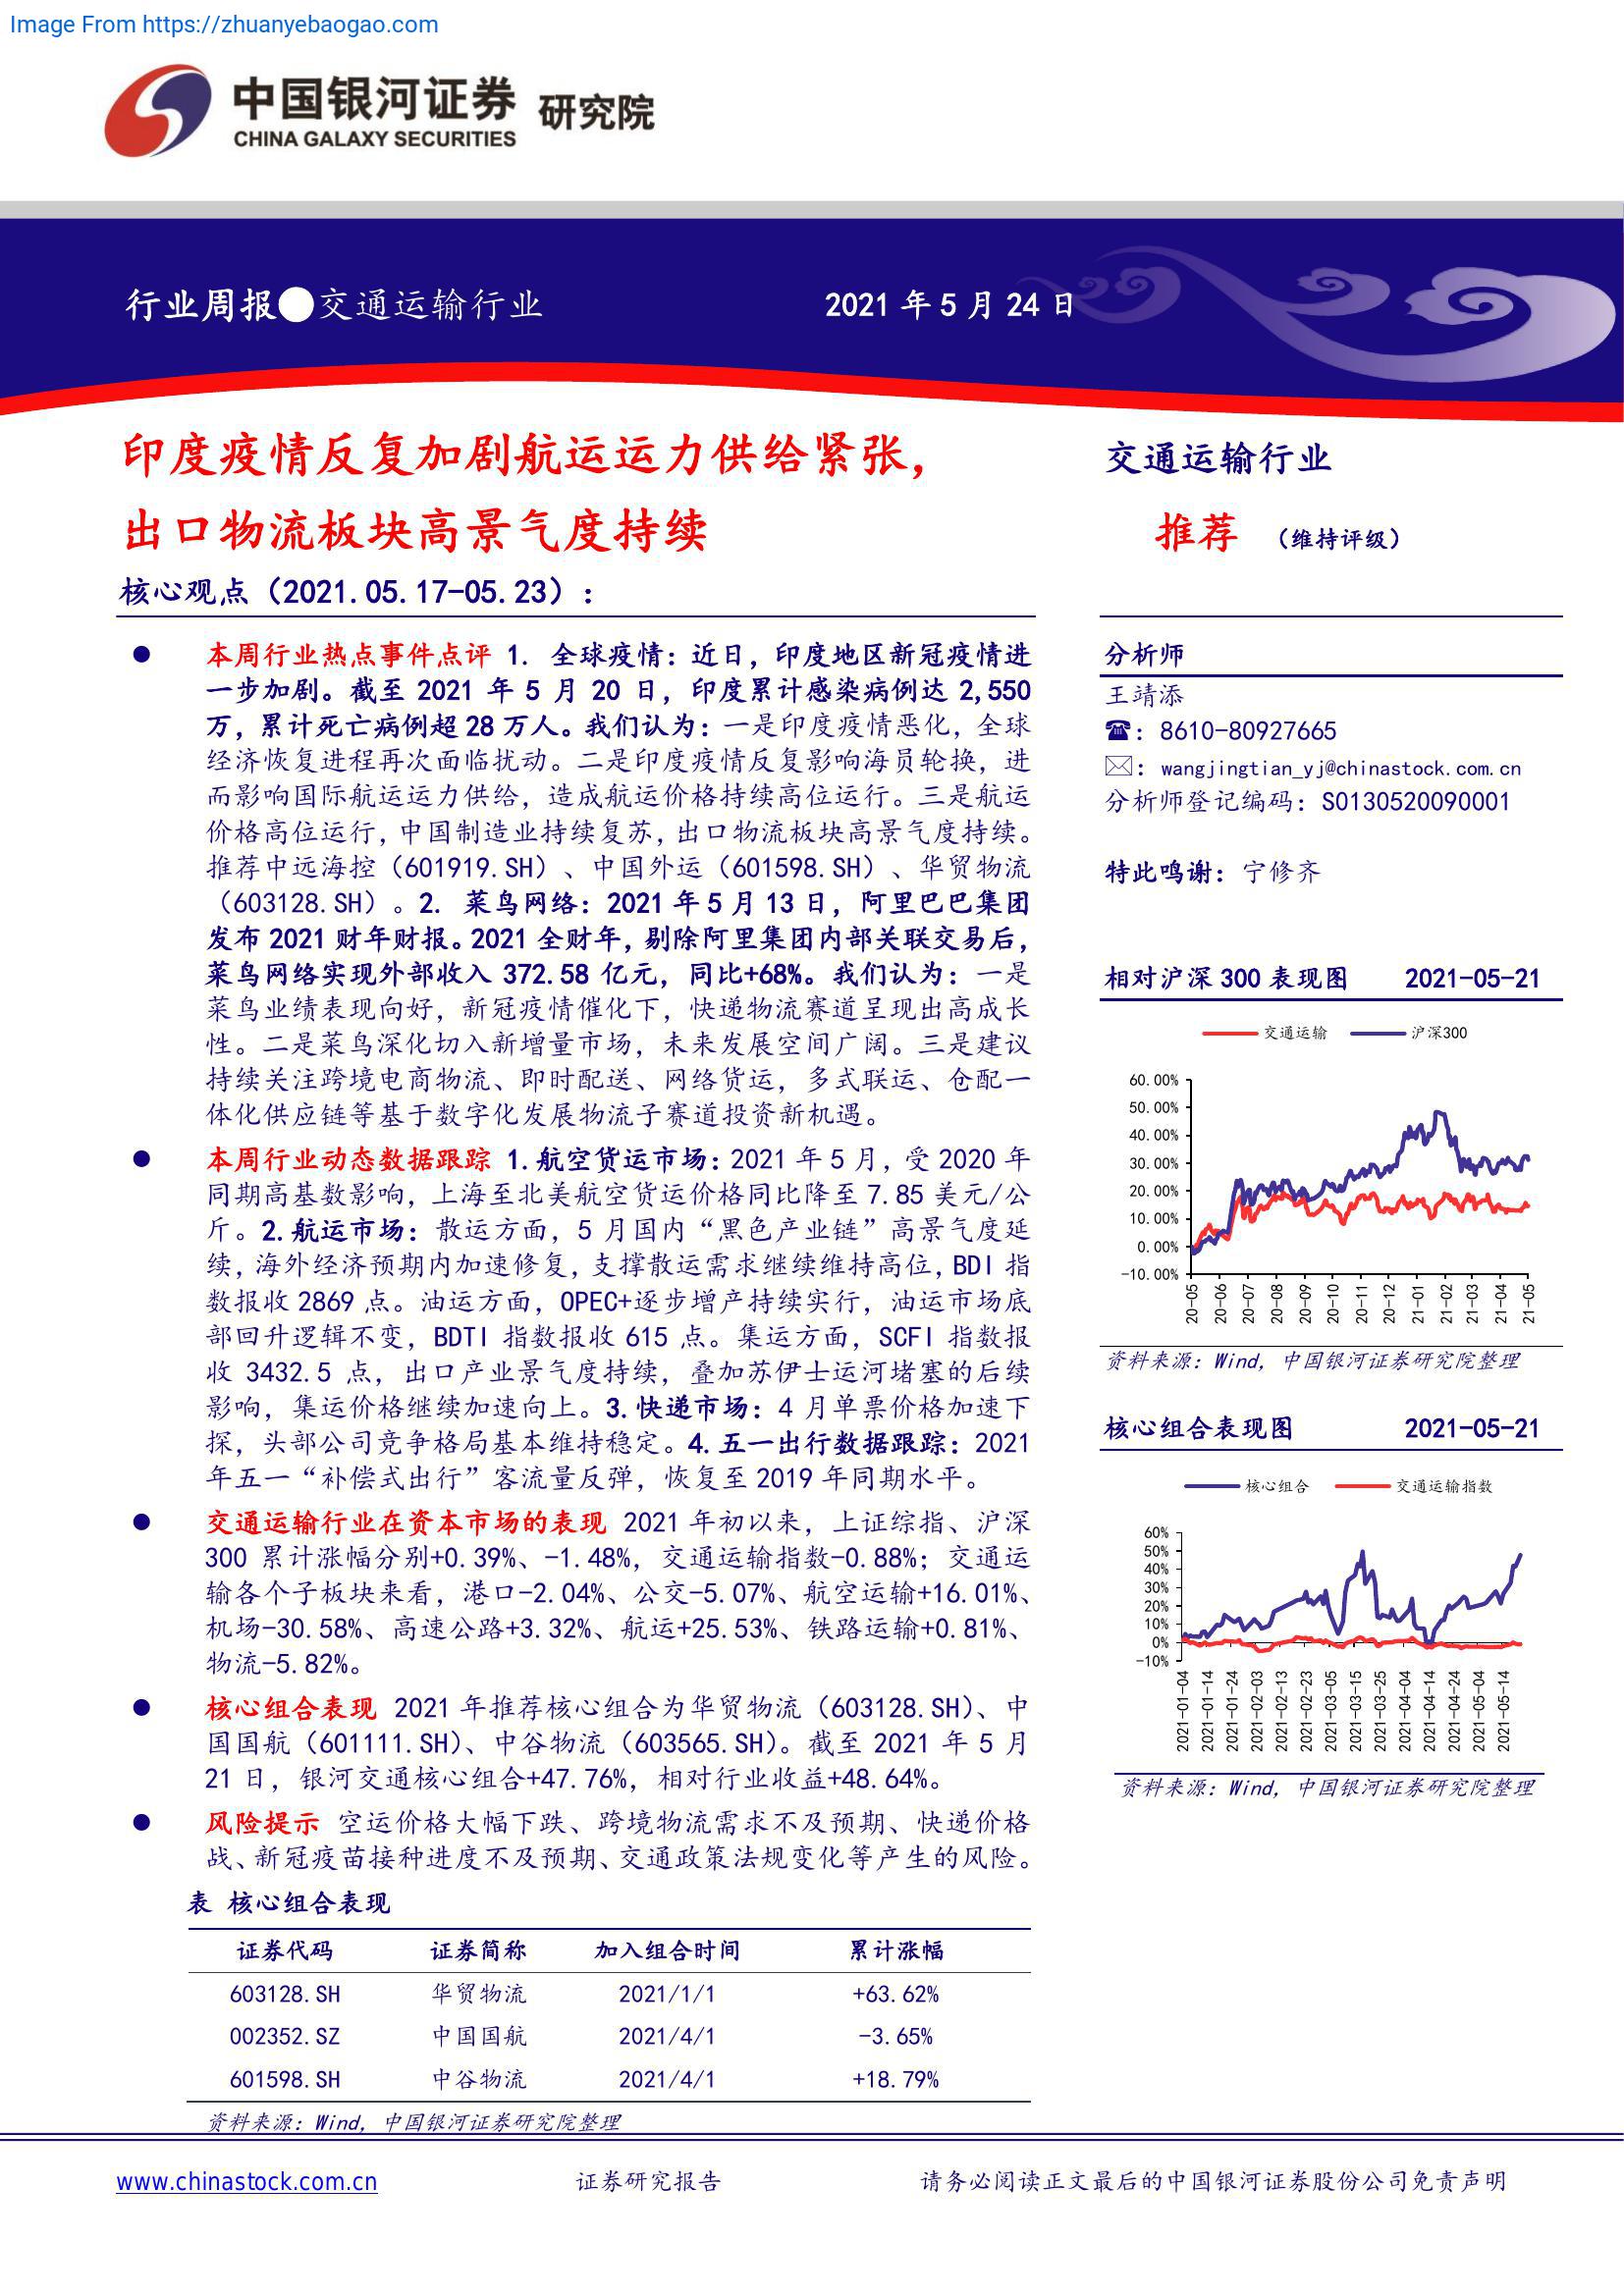 Image From https://zhuanyebaogao.com
中国银河证券 研究院
CHINA GALAXY SECURITIES
行业周报●交通运输行业 2021 年 5 月 24 日
印度疫情反复加剧航运运力供给紧张，
出口物流板块高景气度持续
核心观点（2021.05.17-05.23）：
● 本周行业热点事件点评 1. 全球疫情：近日，印度地区新冠疫情进
一步加剧。截至 2021 年 5 月 20 日，印度累计感染病例达 2,550
万，累计死亡病例超 28 万人。我们认为：一是印度疫情恶化，全球
经济恢复进程再次面临扰动。二是印度疫情反复影响海员轮换，进
而影响国际航运运力供给，造成航运价格持续高位运行。三是航运
价格高位运行，中国制造业持续复苏，出口物流板块高景气度持续。
推荐中远海控（601919.SH）、中国外运（601598.SH）、华贸物流
（603128.SH）。2. 菜鸟网络：2021 年 5 月 13 日，阿里巴巴集团
发布 2021 财年财报。2021 全财年，剔除阿里集团内部关联交易后，
菜鸟网络实现外部收入 372.58 亿元，同比+68%。我们认为：一是
菜鸟业绩表现向好，新冠疫情催化下，快递物流赛道呈现出高成长
性。二是菜鸟深化切入新增量市场，未来发展空间广阔。三是建议
持续关注跨境电商物流、即时配送、网络货运，多式联运、仓配一
体化供应链等基于数字化发展物流子赛道投资新机遇。
● 本周行业动态数据跟踪 1.航空货运市场：2021 年 5 月，受 2020 年
同期高基数影响，上海至北美航空货运价格同比降至 7.85 美元/公
斤。2.航运市场：散运方面，5 月国内“黑色产业链”高景气度延
续，海外经济预期内加速修复，支撑散运需求继续维持高位，BDI 指
数报收 2869 点。油运方面，OPEC+逐步增产持续实行，油运市场底
部回升逻辑不变，BDTI 指数报收 615 点。集运方面，SCFI 指数报
收 3432.5 点，出口产业景气度持续，叠加苏伊士运河堵塞的后续
影响，集运价格继续加速向上。3.快递市场：4 月单票价格加速下
探，头部公司竞争格局基本维持稳定。4.五一出行数据跟踪：2021
年五一“补偿式出行”客流量反弹，恢复至 2019 年同期水平。
● 交通运输行业在资本市场的表现 2021 年初以来，上证综指、沪深
300 累计涨幅分别+0.39%、-1.48%，交通运输指数-0.88%；交通运
输各个子板块来看，港口-2.04%、公交-5.07%、航空运输+16.01%、
机场-30.58%、高速公路+3.32%、航运+25.53%、铁路运输+0.81%、
物流-5.82%。
● 核心组合表现 2021 年推荐核心组合为华贸物流（603128.SH）、中
国国航（601111.SH）、中谷物流（603565.SH）。截至 2021 年 5 月
21 日，银河交通核心组合+47.76%，相对行业收益+48.64%。
● 风险提示 空运价格大幅下跌、跨境物流需求不及预期、快递价格
战、新冠疫苗接种进度不及预期、交通政策法规变化等产生的风险。
表 核心组合表现
证券代码 证券简称 加入组合时间 累计涨幅
603128.SH 华贸物流 2021/1/1 +63.62%
002352.SZ 中国国航 2021/4/1 -3.65%
601598.SH 中谷物流 2021/4/1 +18.79%
资料来源：Wind, 中国银河证券研究院整理
交通运输行业
推荐 （维持评级）
分析师
王靖添
☎：8610-80927665
✉：wangjingtian_yj@chinastock.com.cn
分析师登记编码：S0130520090001
特此鸣谢：宁修齐
相对沪深 300 表现图 2021-05-21
交通运输 沪深300
60.00%
50.00%
40.00%
30.00%
20.00%
10.00%
0.00%
-10.00%
20-05 20-06 20-07 20-08 20-09 20-10 20-11 20-12 21-01 21-02 21-03 21-04 21-05
资料来源：Wind, 中国银河证券研究院整理
核心组合表现图 2021-05-21
核心组合 交通运输指数
60%
50%
40%
30%
20%
10%
0%
-10%
2021-01-04 2021-01-14 2021-01-24 2021-02-03 2021-02-13 2021-02-23 2021-03-05 2021-03-15 2021-03-25 2021-04-04 2021-04-14 2021-04-24 2021-05-04 2021-05-14
资料来源：Wind, 中国银河证券研究院整理
www.chinastock.com.cn 证券研究报告 请务必阅读正文最后的中国银河证券股份公司免责声明